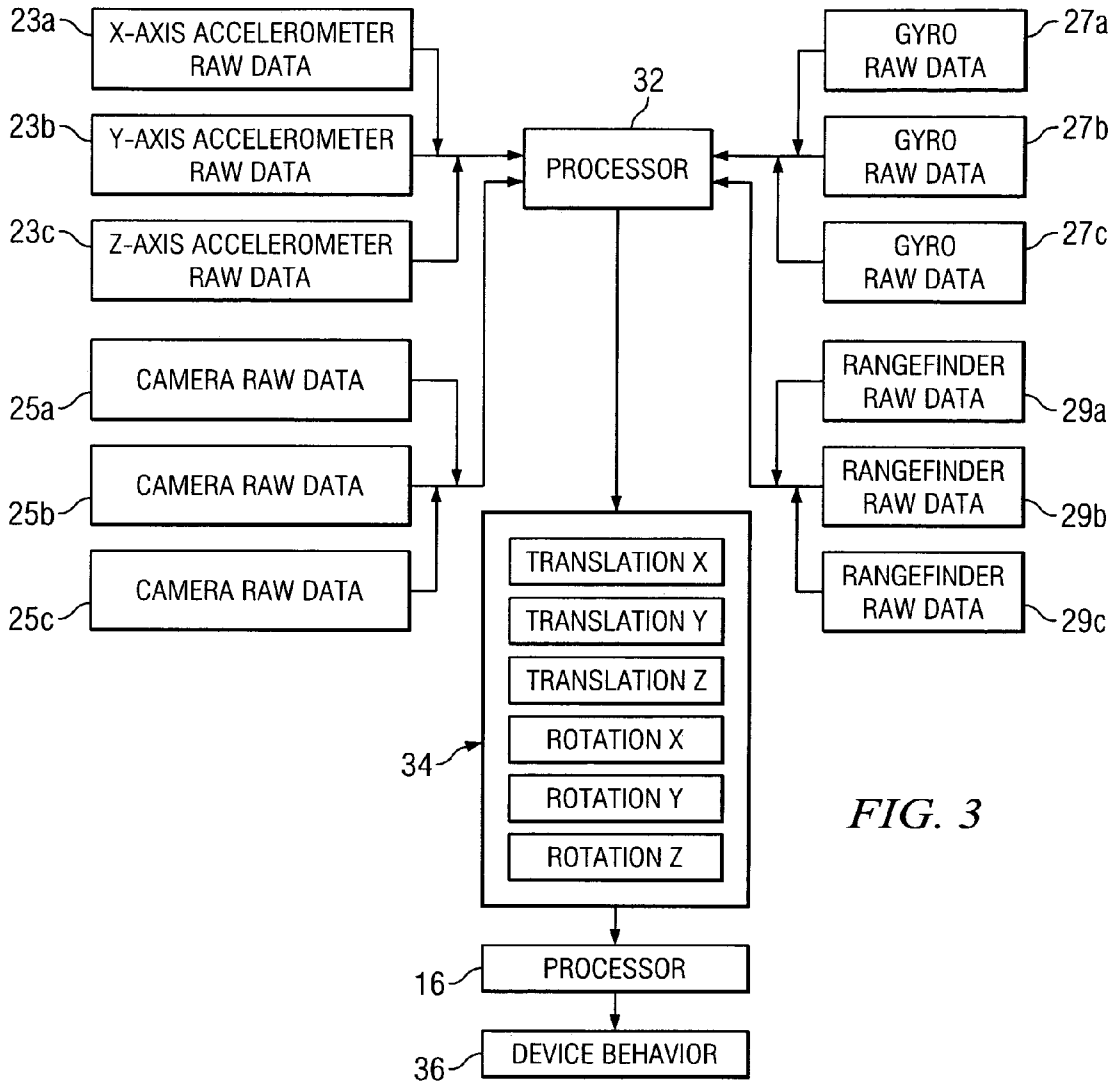 23a
X-AXIS ACCELEROMETER
RAW DATA
23b
Y-AXIS ACCELEROMETER
RAW DATA
23c
Z-AXIS ACCELEROMETER
RAW DATA
25a
CAMERA RAW DATA
25b
CAMERA RAW DATA
25c
CAMERA RAW DATA
32
PROCESSOR
27a
GYRO
RAW DATA
27b
GYRO
RAW DATA
27c
GYRO
RAW DATA
RANGEFINDER
RAW DATA
29a
RANGEFINDER
RAW DATA
29b
RANGEFINDER
RAW DATA
29c
34
TRANSLATION X
TRANSLATION Y
TRANSLATION Z
ROTATION X
ROTATION Y
ROTATION Z
FIG. 3
16
PROCESSOR
36
DEVICE BEHAVIOR